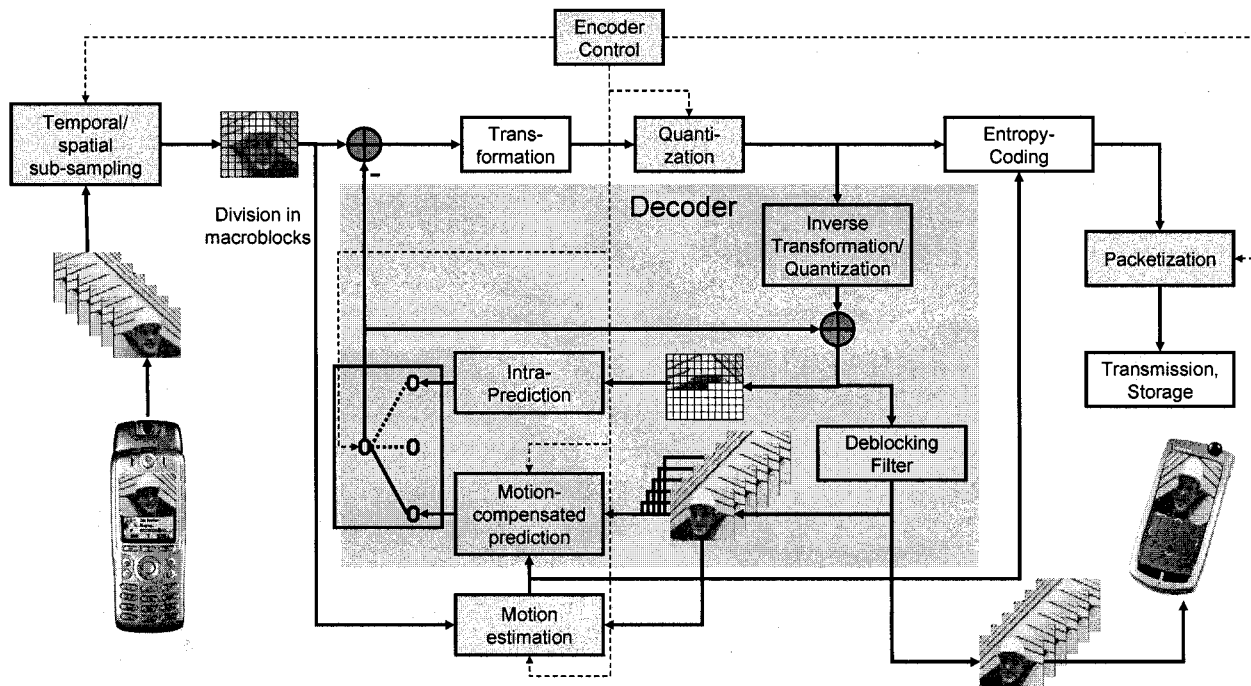 Encoder
Control
Temporal/
spatial
sub-sampling
Trans-
formation
Quanti-
zation
Entropy-
Coding
-
Division in
macroblocks
Decoder
Inverse
Transformation/
Quantization
Packetization
Intra-
Prediction
Transmission,
Storage
Deblocking
Filter
Motion-
compensated
prediction
Motion
estimation